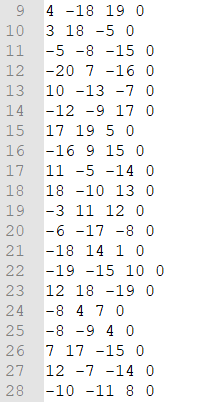 9 4 -18 19 0
10 3 18 -5 0
11 -5 -8 -15 0
12 -20 7 -16 0
13 10 -13 -7 0
14 -12 -9 17 0
15 17 19 5 0
16 -16 9 15 0
17 11 -5 -14 0
18 18 -10 13 0
19 -3 11 12 0
20 -6 -17 -8 0
21 -18 14 1 0
22 -19 -15 10 0
23 12 18 -19 0
24 -8 4 7 0
25 -8 -9 4 0
26 7 17 -15 0
27 12 -7 -14 0
28 -10 -11 8 0